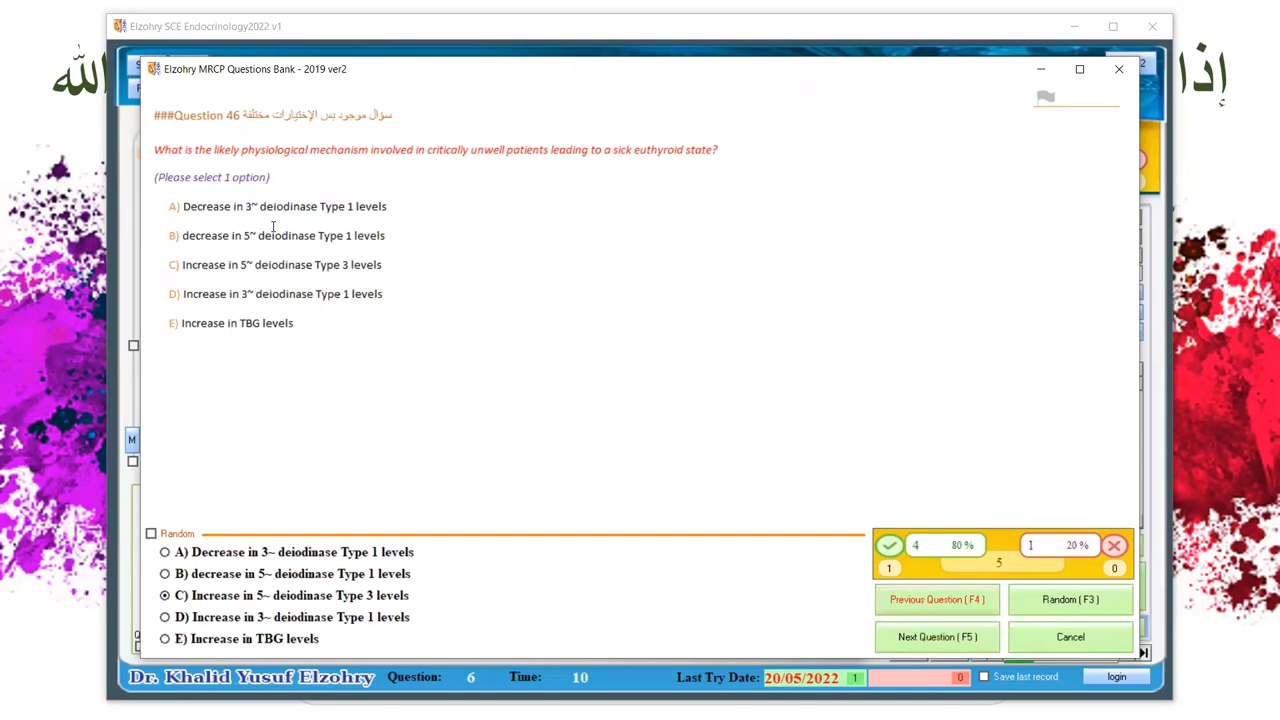 Elzohry SCE Endocrinology2022 v1
الله
إذا
Elzohry MRCP Questions Bank - 2019 ver2
###Question 46 سؤال موجود بس الإختيارات مختلفة
What is the likely physiological mechanism involved in critically unwell patients leading to a sick euthyroid state?
(Please select 1 option)
A) Decrease in 3~ deiodinase Type 1 levels
B) decrease in 5~ deiodinase Type 1 levels
C) Increase in 5~ deiodinase Type 3 levels
D) Increase in 3~ deiodinase Type 1 levels
E) Increase in TBG levels
M
Random
A) Decrease in 3~ deiodinase Type 1 levels
B) decrease in 5~ deiodinase Type 1 levels
C) Increase in 5~ deiodinase Type 3 levels
D) Increase in 3~ deiodinase Type 1 levels
E) Increase in TBG levels
4 80 % 1 20 %
1 5 0
Previous Question ( F4 ) Random ( F3 )
Next Question ( F5 ) Cancel
Dr. Khalid Yusuf Elzohry Question: 6 Time: 10 Last Try Date: 20/05/2022 1 0 Save last record login